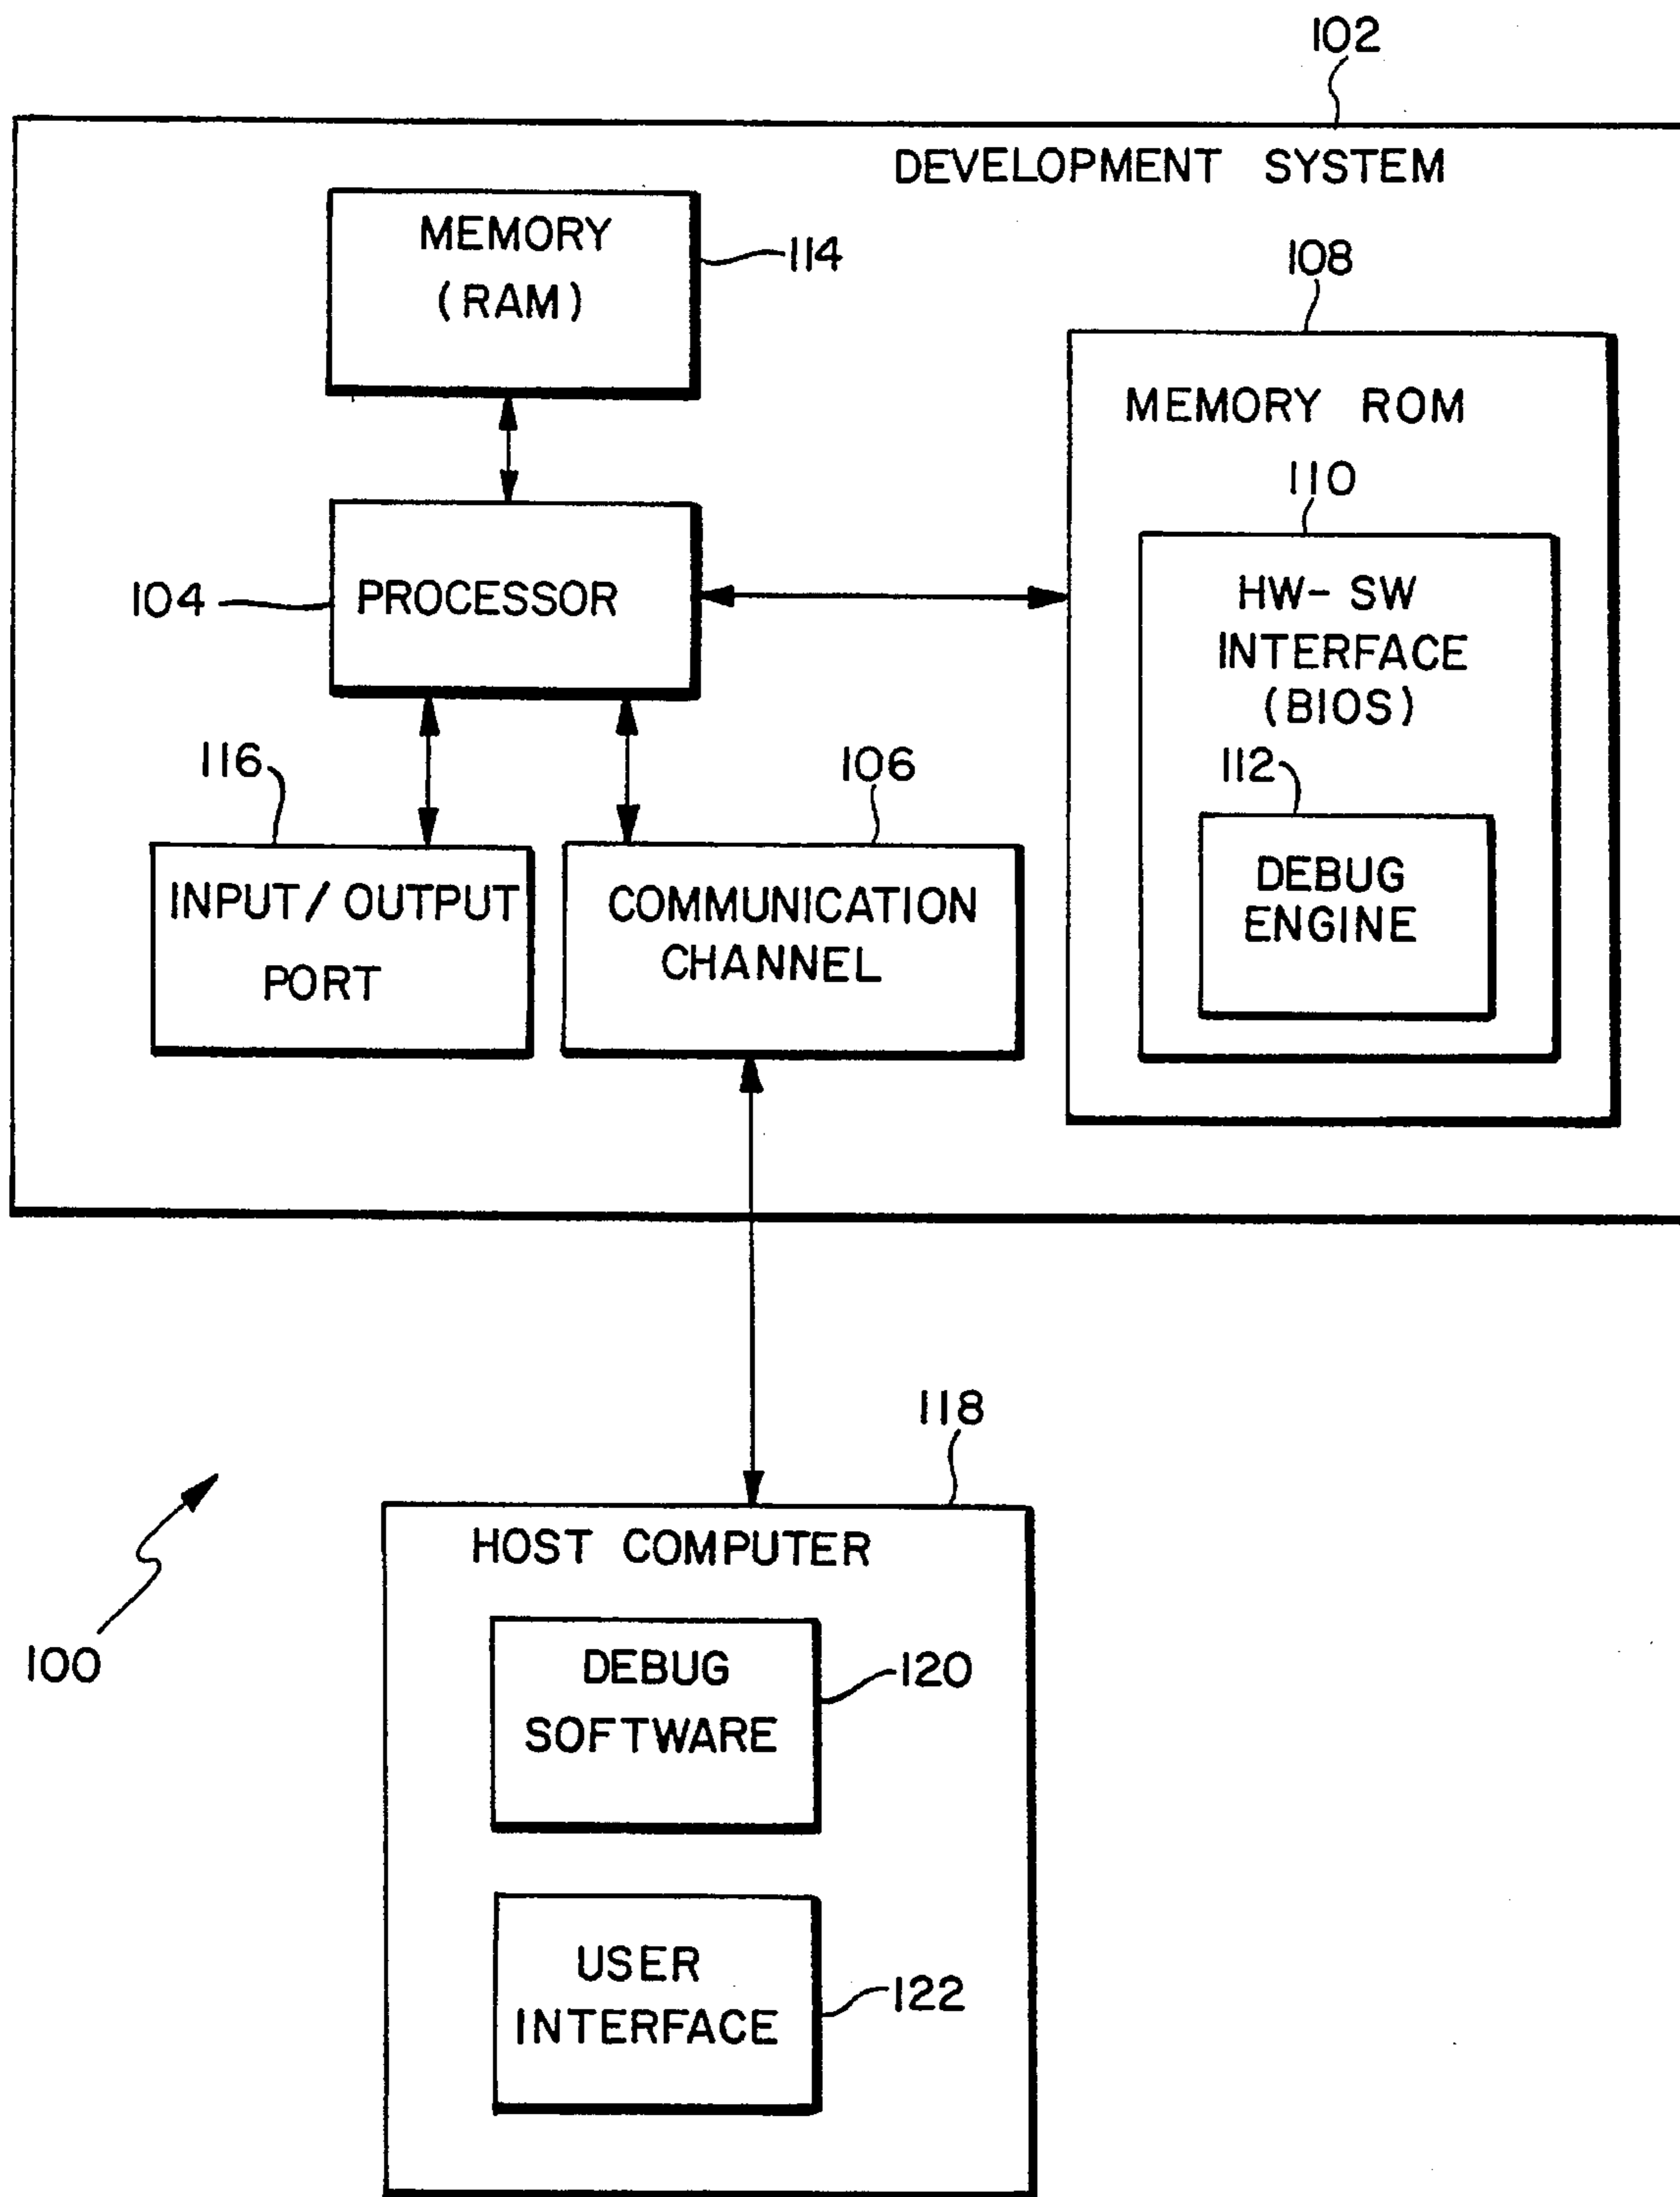 102
DEVELOPMENT SYSTEM
MEMORY
(RAM)
114
108
MEMORY ROM
110
HW-SW
INTERFACE
(BIOS)
104
PROCESSOR
116
106
112
INPUT/OUTPUT
PORT
COMMUNICATION
CHANNEL
DEBUG
ENGINE
118
HOST COMPUTER
100
DEBUG
SOFTWARE
120
USER
INTERFACE
122